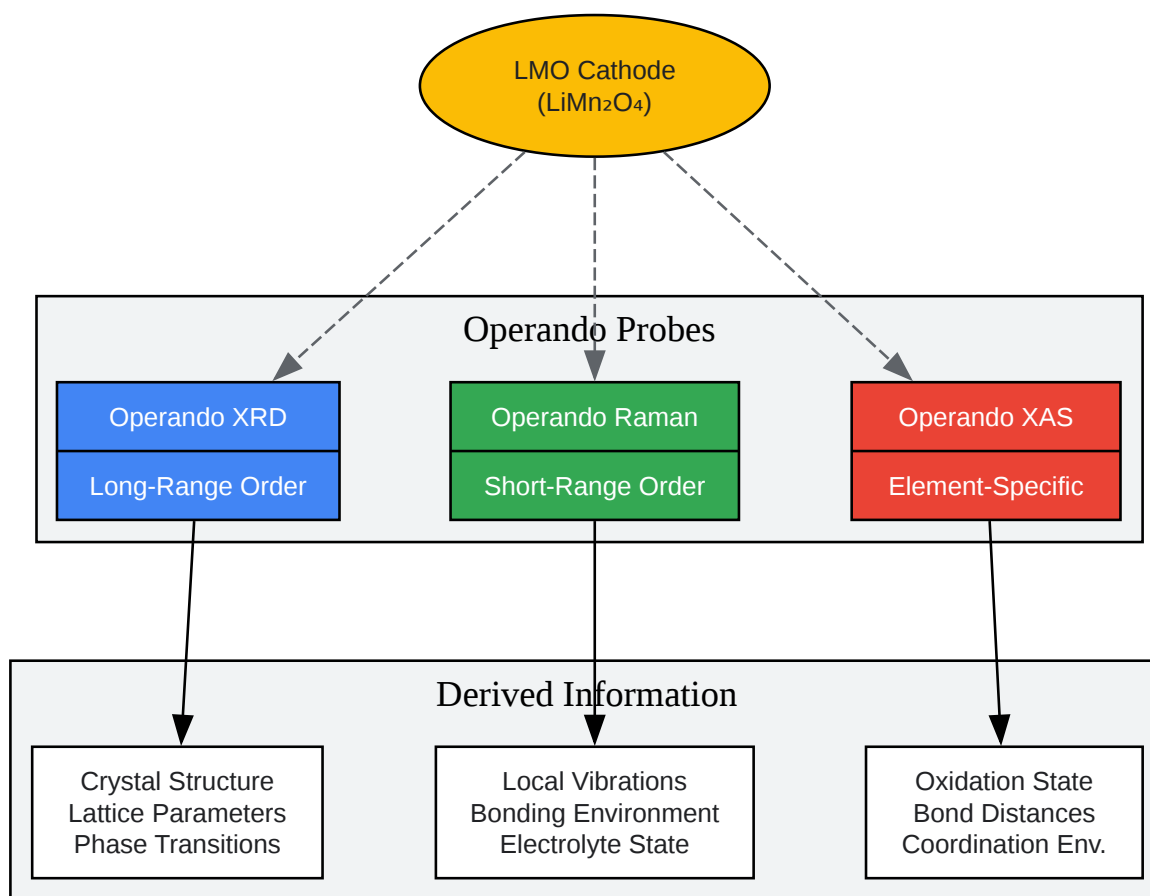 LMO Cathode
(LiMn₂O₄)
Operando Probes
Operando XRD
Long-Range Order
Operando Raman
Short-Range Order
Operando XAS
Element-Specific
Derived Information
Crystal Structure
Lattice Parameters
Phase Transitions
Local Vibrations
Bonding Environment
Electrolyte State
Oxidation State
Bond Distances
Coordination Env.